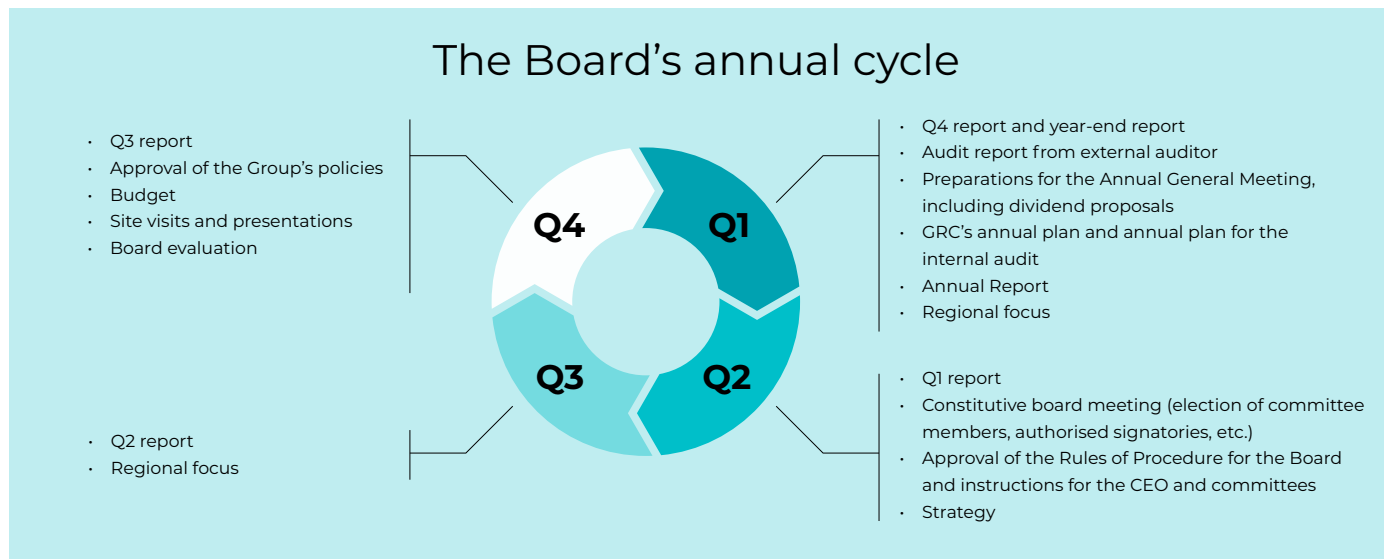 The Board's annual cycle
• Q3 report
• Approval of the Group's policies
• Budget
• Site visits and presentations
• Board evaluation
• Q4 report and year-end report
• Audit report from external auditor
• Preparations for the Annual General Meeting,
including dividend proposals
• GRC's annual plan and annual plan for the
internal audit
• Annual Report
• Regional focus
Q4
Q1
Q3
Q2
• Q2 report
• Regional focus
• Q1 report
• Constitutive board meeting (election of committee
members, authorised signatories, etc.)
• Approval of the Rules of Procedure for the Board
and instructions for the CEO and committees
• Strategy